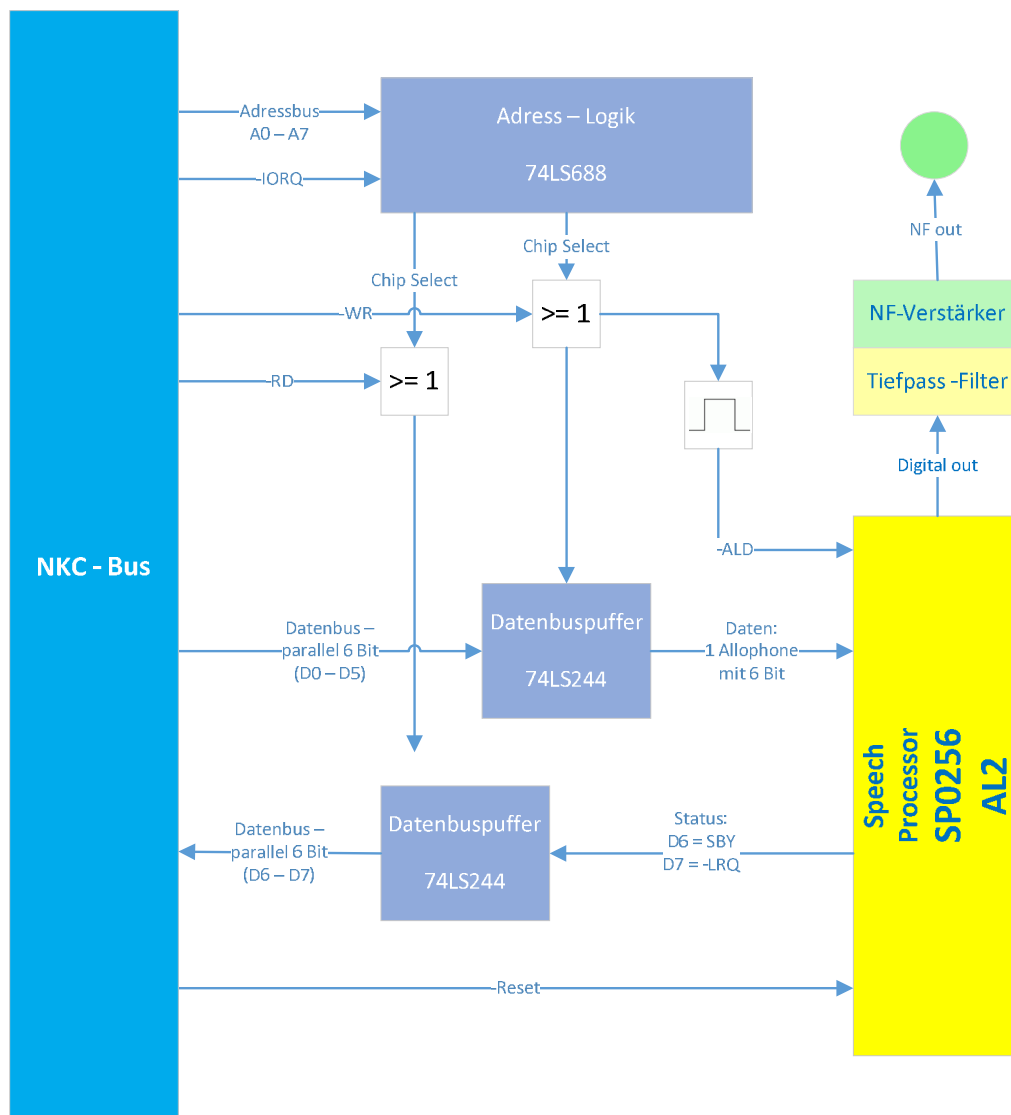 Adressbus
A0 – A7
Adress – Logik
74LS688
-IORQ
NF out
Chip Select
Chip Select
-WR
>= 1
NF-Verstärker
-RD
>= 1
Tiefpass -Filter
Digital out
-ALD
NKC - Bus
Datenbus –
parallel 6 Bit
(D0 – D5)
Datenbuspuffer
74LS244
Daten:
1 Allophone
mit 6 Bit
Speech
Processor
SP0256
AL2
Datenbus –
parallel 6 Bit
(D6 – D7)
Datenbuspuffer
74LS244
Status:
D6 = SBY
D7 = -LRQ
-Reset